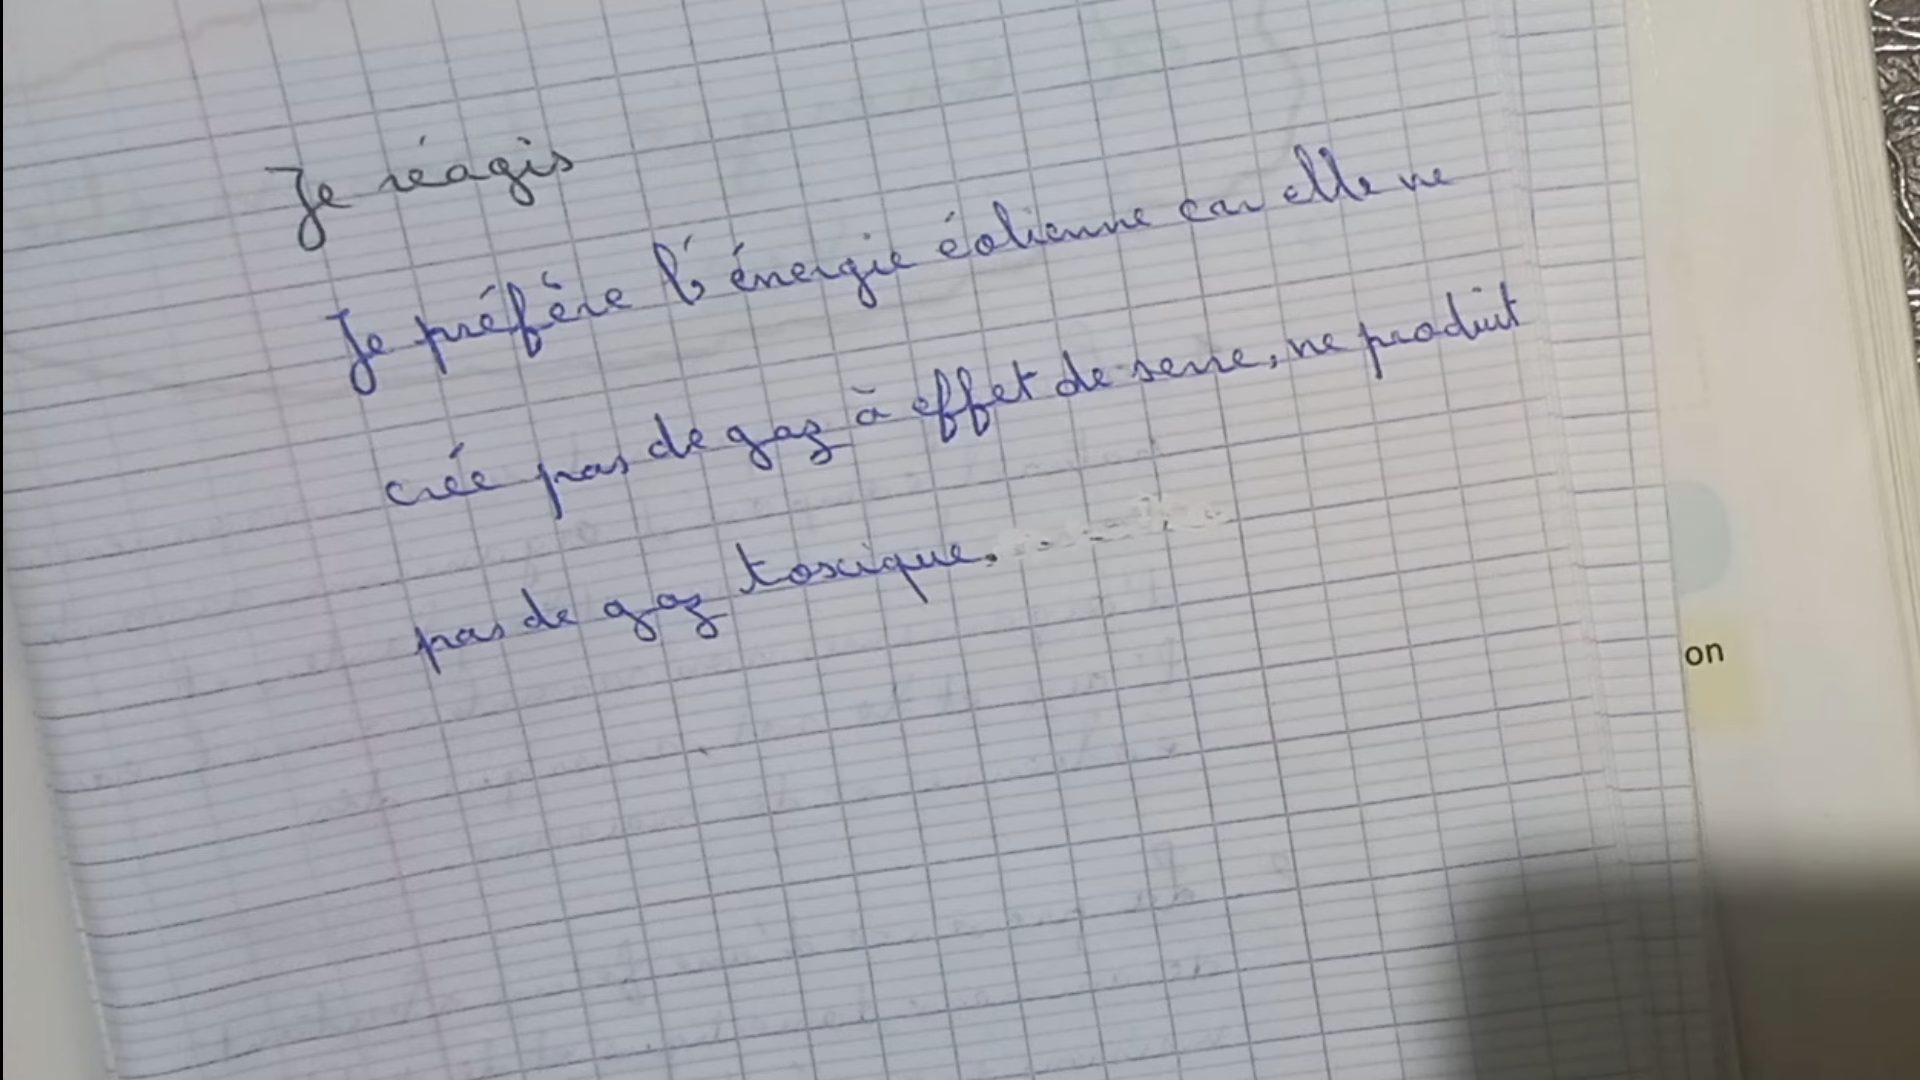 Je réagis
Je préfère l'énergie éolienne car elle ne
crée pas de gaz à effet de serre, ne produit
pas de gaz toxique.
on